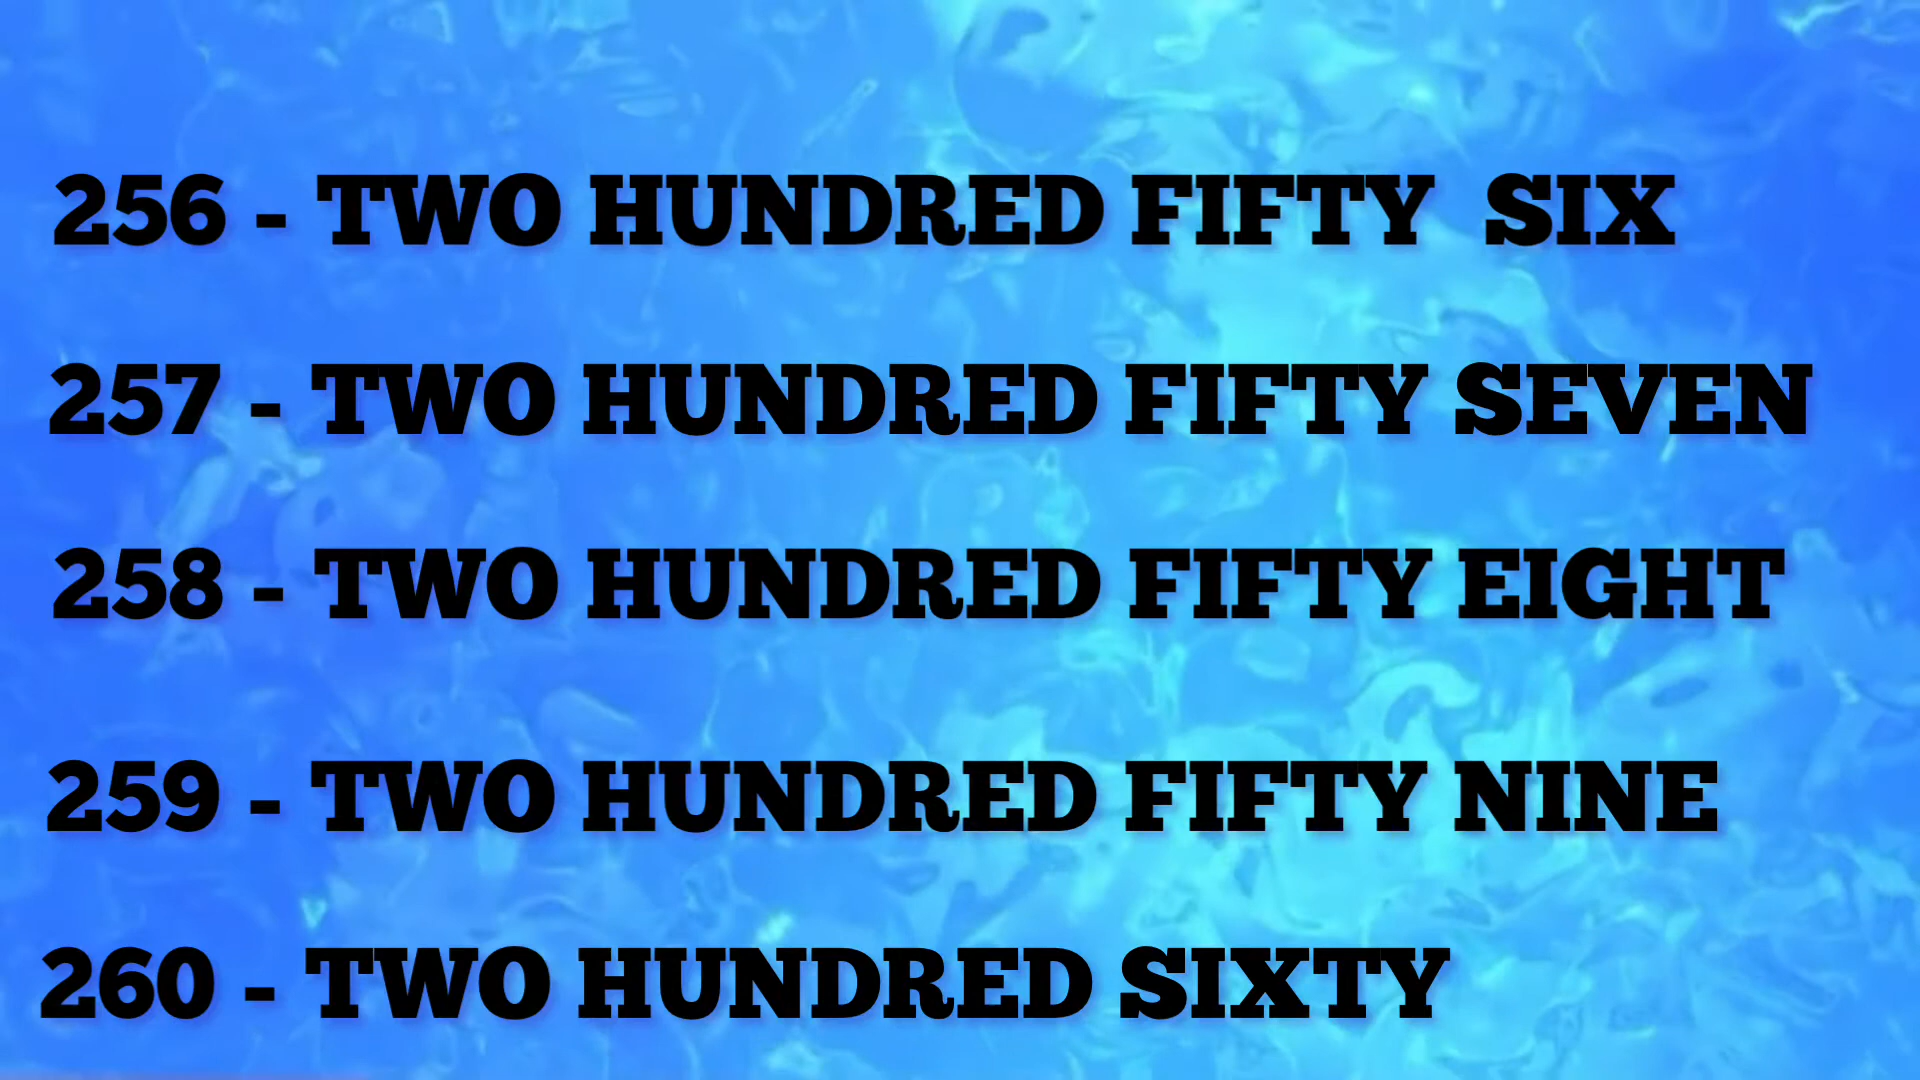 256 - TWO HUNDRED FIFTY  SIX
257 - TWO HUNDRED FIFTY SEVEN
258 - TWO HUNDRED FIFTY EIGHT
259 - TWO HUNDRED FIFTY NINE
260 - TWO HUNDRED SIXTY